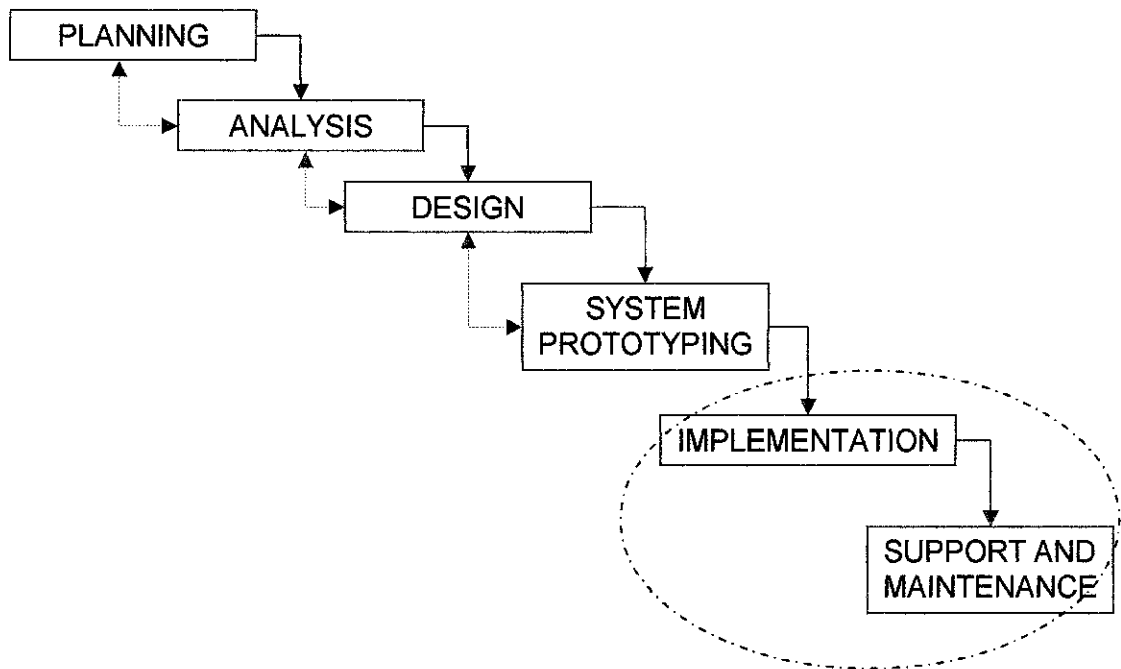 PLANNING
ANALYSIS
DESIGN
SYSTEM
PROTOTYPING
IMPLEMENTATION
SUPPORT AND
MAINTENANCE